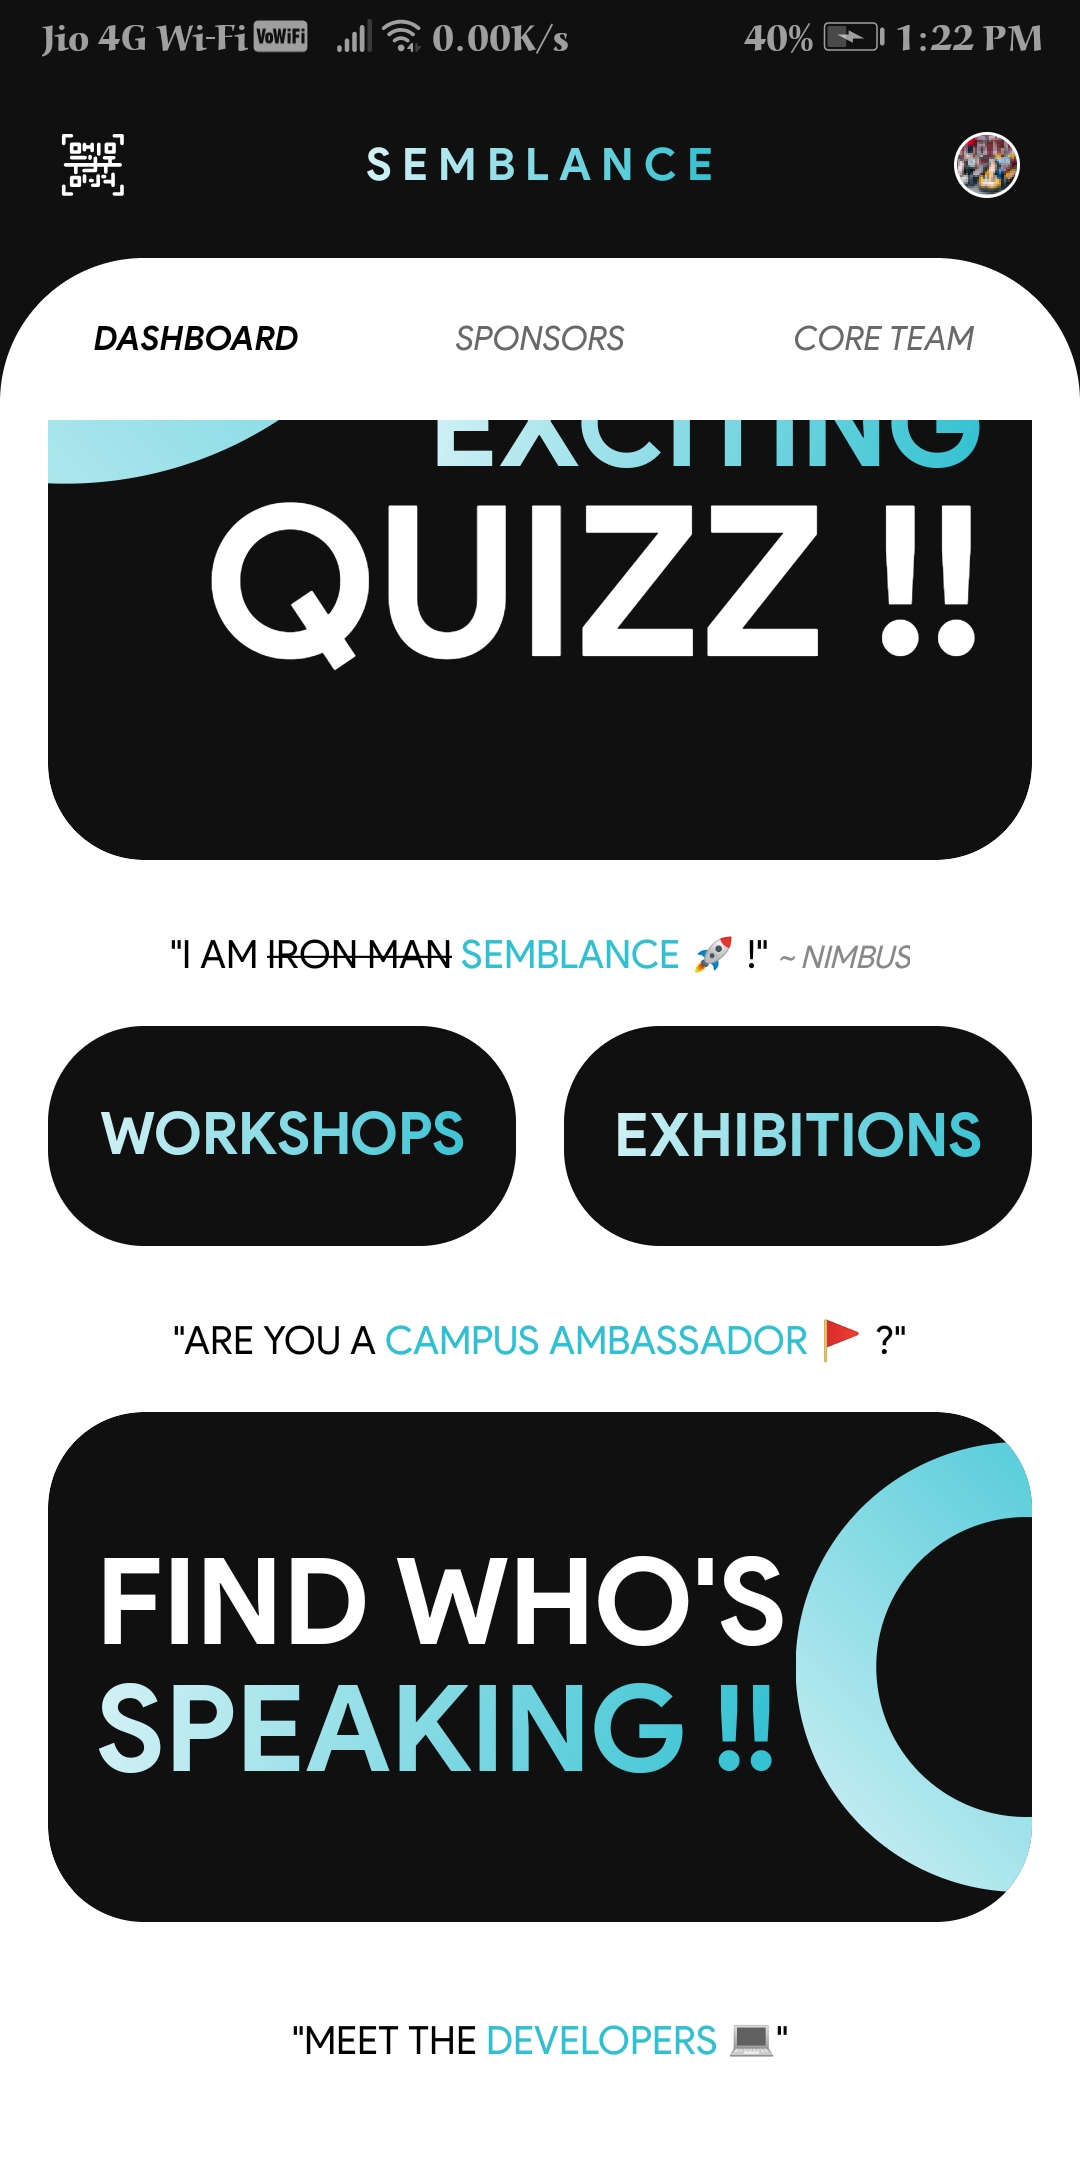 Jio 4G Wi-Fi VoWiFi 0.00K/s 40% 1:22 PM
SEMBLANCE
DASHBOARD SPONSORS CORE TEAM
EXCITING
QUIZZ !!
"I AM IRON MAN SEMBLANCE 🚀 !" ~ NIMBUS
WORKSHOPS EXHIBITIONS
"ARE YOU A CAMPUS AMBASSADOR 🚩 ?"
FIND WHO'S
SPEAKING !!
"MEET THE DEVELOPERS 💻"